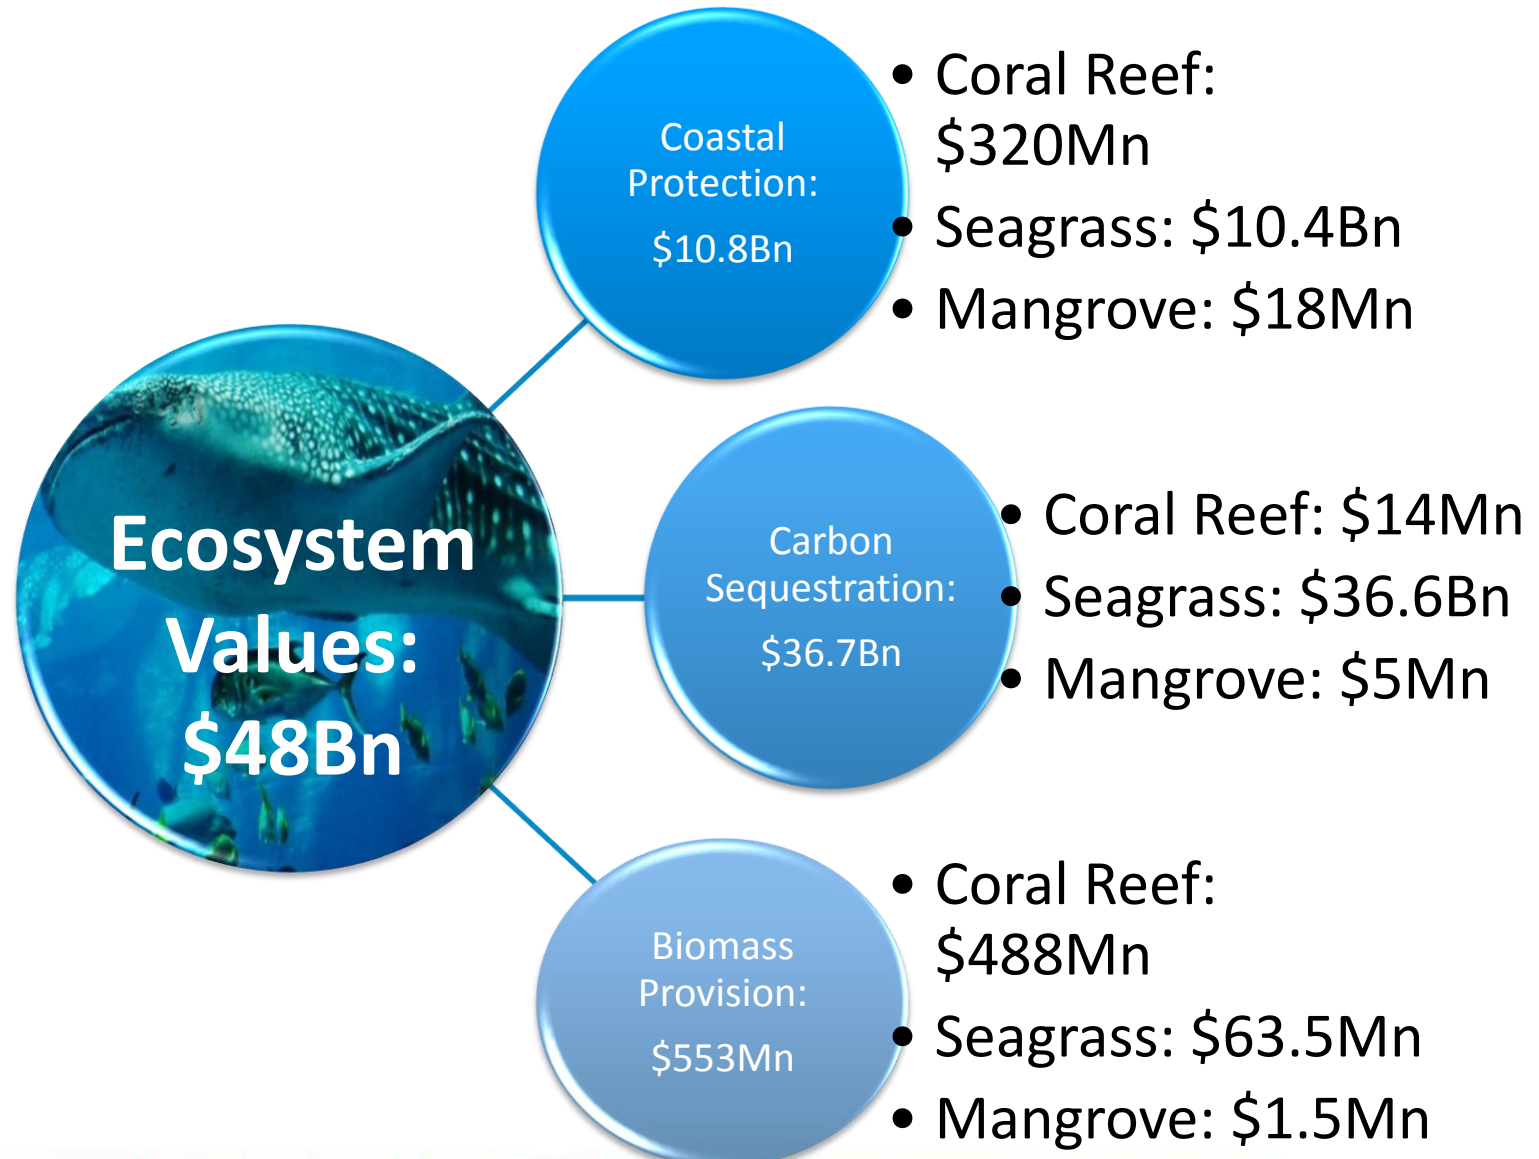 Ecosystem
Values:
$48Bn
Coastal
Protection:
$10.8Bn
• Coral Reef:
$320Mn
• Seagrass: $10.4Bn
• Mangrove: $18Mn
Carbon
Sequestration:
$36.7Bn
• Coral Reef: $14Mn
• Seagrass: $36.6Bn
• Mangrove: $5Mn
Biomass
Provision:
$553Mn
• Coral Reef:
$488Mn
• Seagrass: $63.5Mn
• Mangrove: $1.5Mn